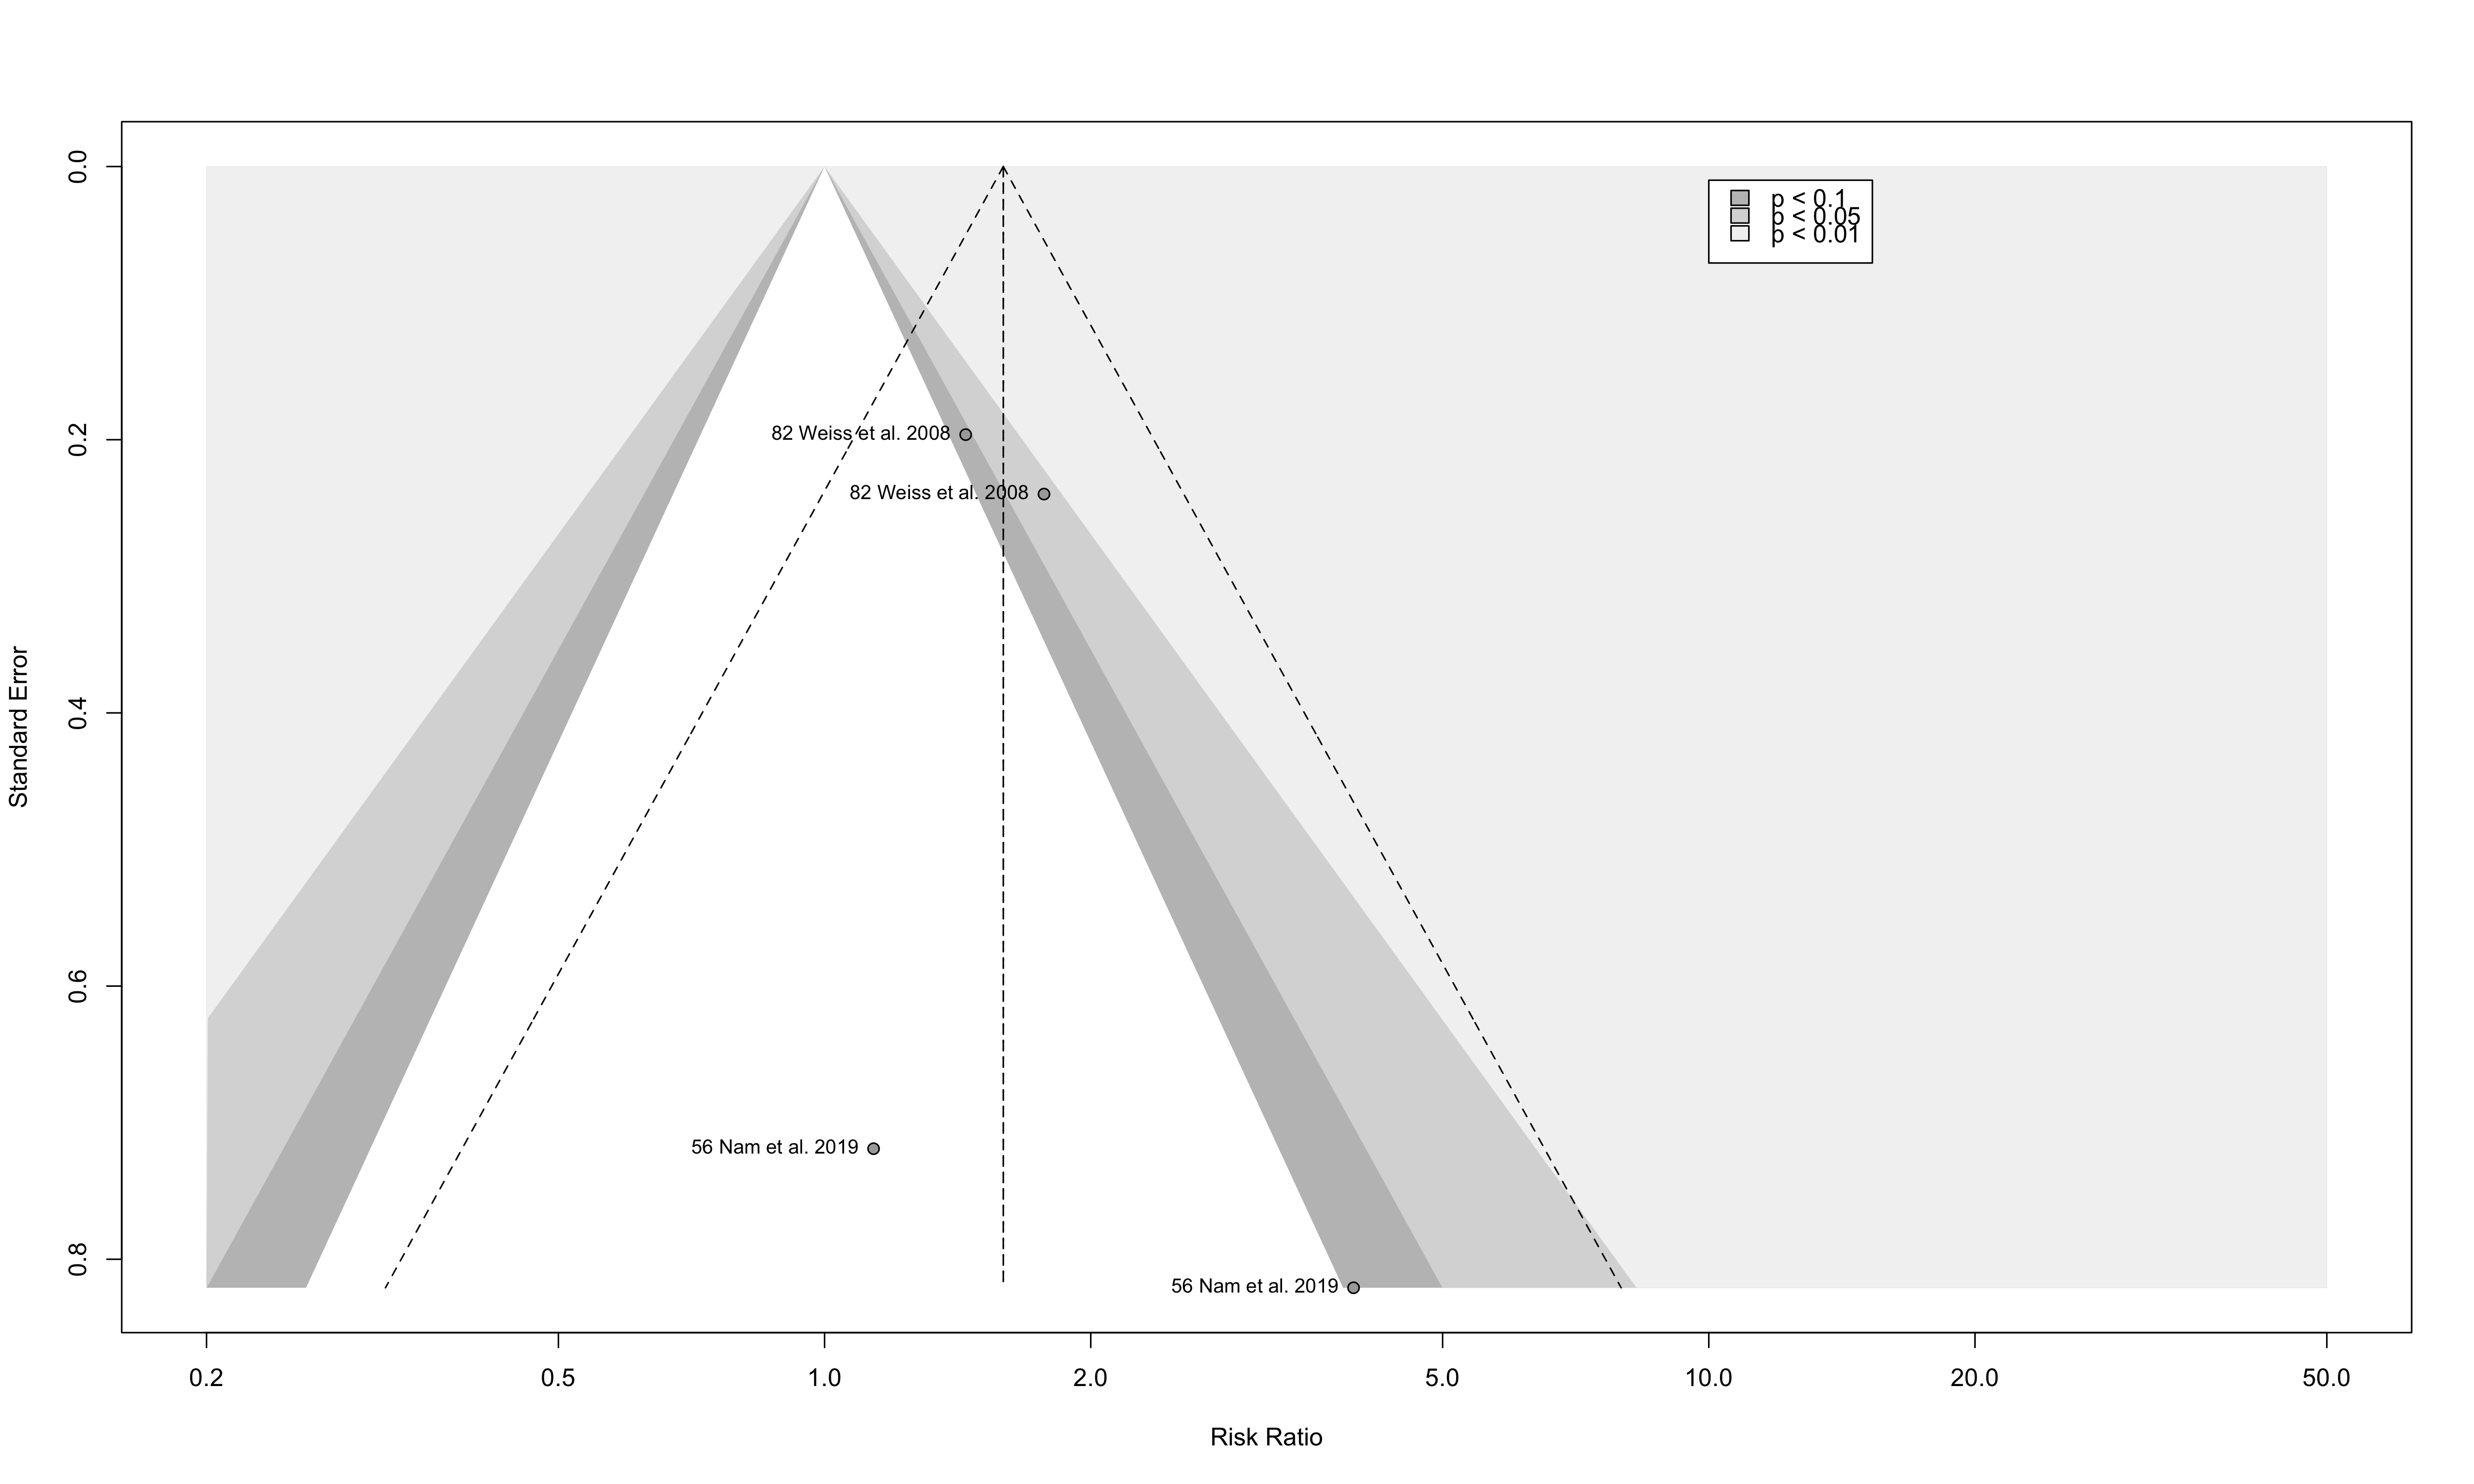 0.0
0.2
0.4
0.6
0.8
Standard Error
p < 0.1
p < 0.05
p < 0.01
82 Weiss et al. 2008
82 Weiss et al. 2008
56 Nam et al. 2019
56 Nam et al. 2019
0.2 0.5 1.0 2.0 5.0 10.0 20.0 50.0
Risk Ratio